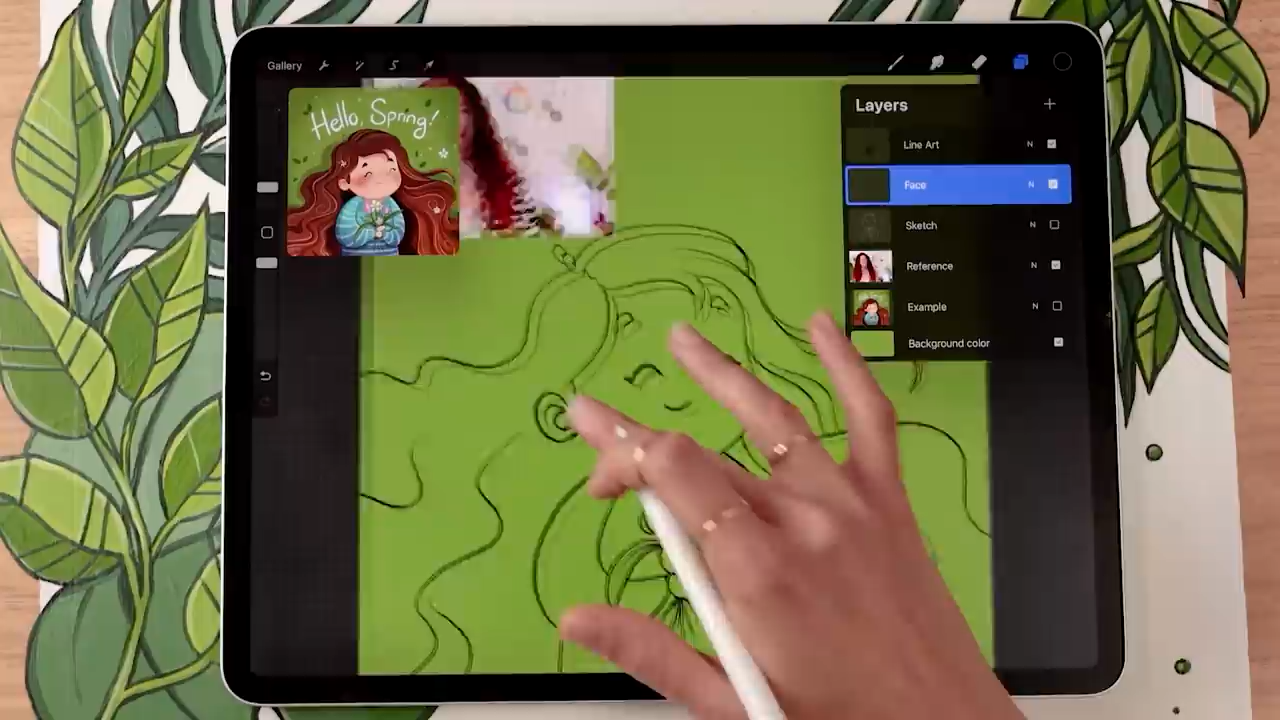 Gallery
Hello, Spring!
Layers
Line Art N
Face N
Sketch N
Reference N
Example N
Background color